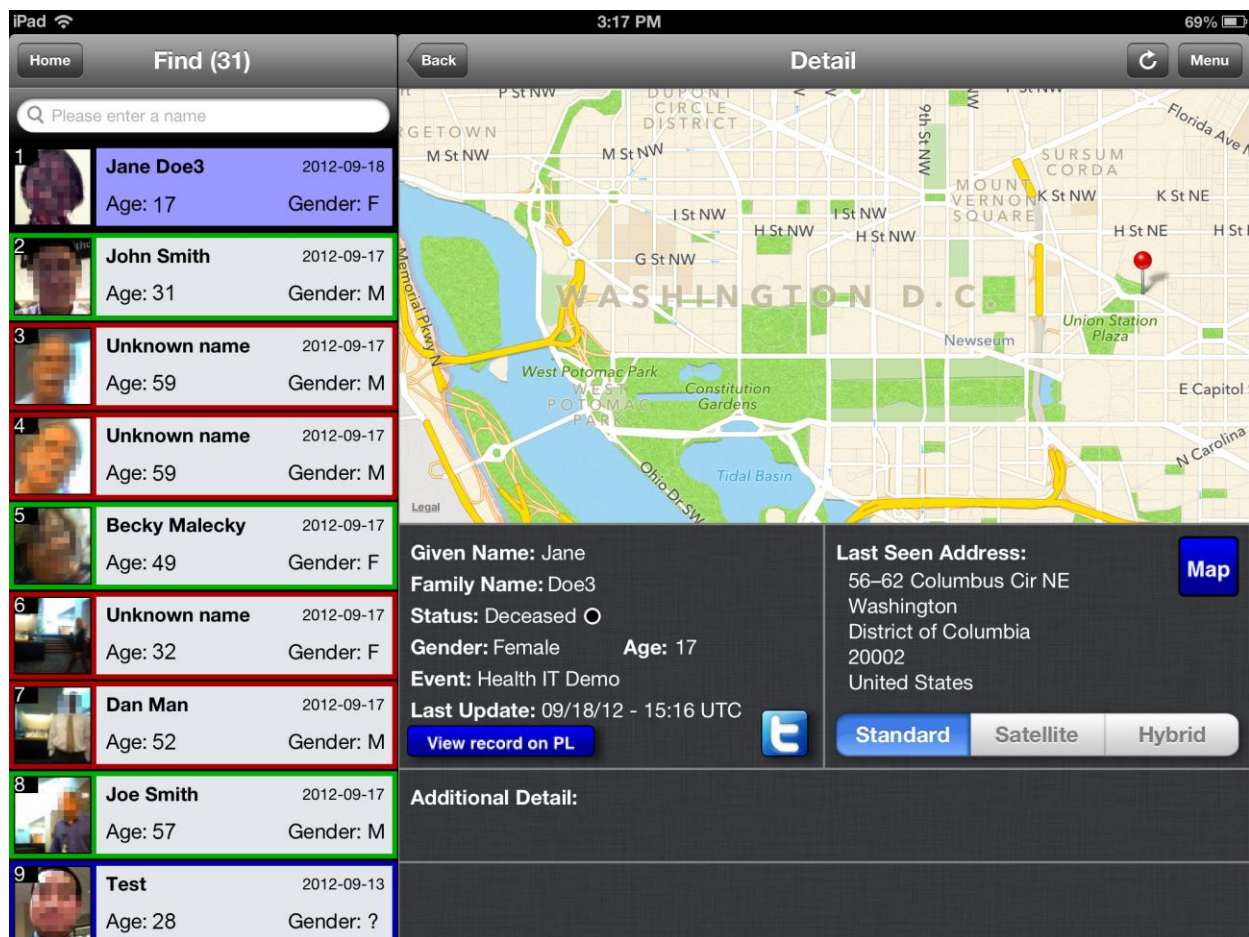 iPad 3:17 PM 69%
Home Find (31)
Please enter a name
1 Jane Doe3 2012-09-18
Age: 17 Gender: F
2 John Smith 2012-09-17
Age: 31 Gender: M
3 Unknown name 2012-09-17
Age: 59 Gender: M
4 Unknown name 2012-09-17
Age: 59 Gender: M
5 Becky Malecky 2012-09-17
Age: 49 Gender: F
6 Unknown name 2012-09-17
Age: 32 Gender: F
7 Dan Man 2012-09-17
Age: 52 Gender: M
8 Joe Smith 2012-09-17
Age: 57 Gender: M
9 Test 2012-09-13
Age: 28 Gender: ?
Back Detail Menu
P St NW
DUPONT
CIRCLE
DISTRICT
9th St NW
Florida Ave
M St NW
M St NW
SURSUM
CORDA
MOUNT
VERNON
SQUARE
K St NW
K St NE
I St NW
I St NW
H St NW
H St NW
H St NE
H St
G St NW
Memorial Pkwy N
WASHINGTON D.C.
Union Station
Plaza
Newseum
West Potomac Park
WEST
POTOMAC
PARK
Constitution
Gardens
E Capitol
N Carolina
Ohio Dr SW
Tidal Basin
Legal
Given Name: Jane
Family Name: Doe3
Status: Deceased
Gender: Female Age: 17
Event: Health IT Demo
Last Update: 09/18/12 - 15:16 UTC
View record on PL
Last Seen Address:
56–62 Columbus Cir NE
Washington
District of Columbia
20002
United States
Map
Standard Satellite Hybrid
Additional Detail: